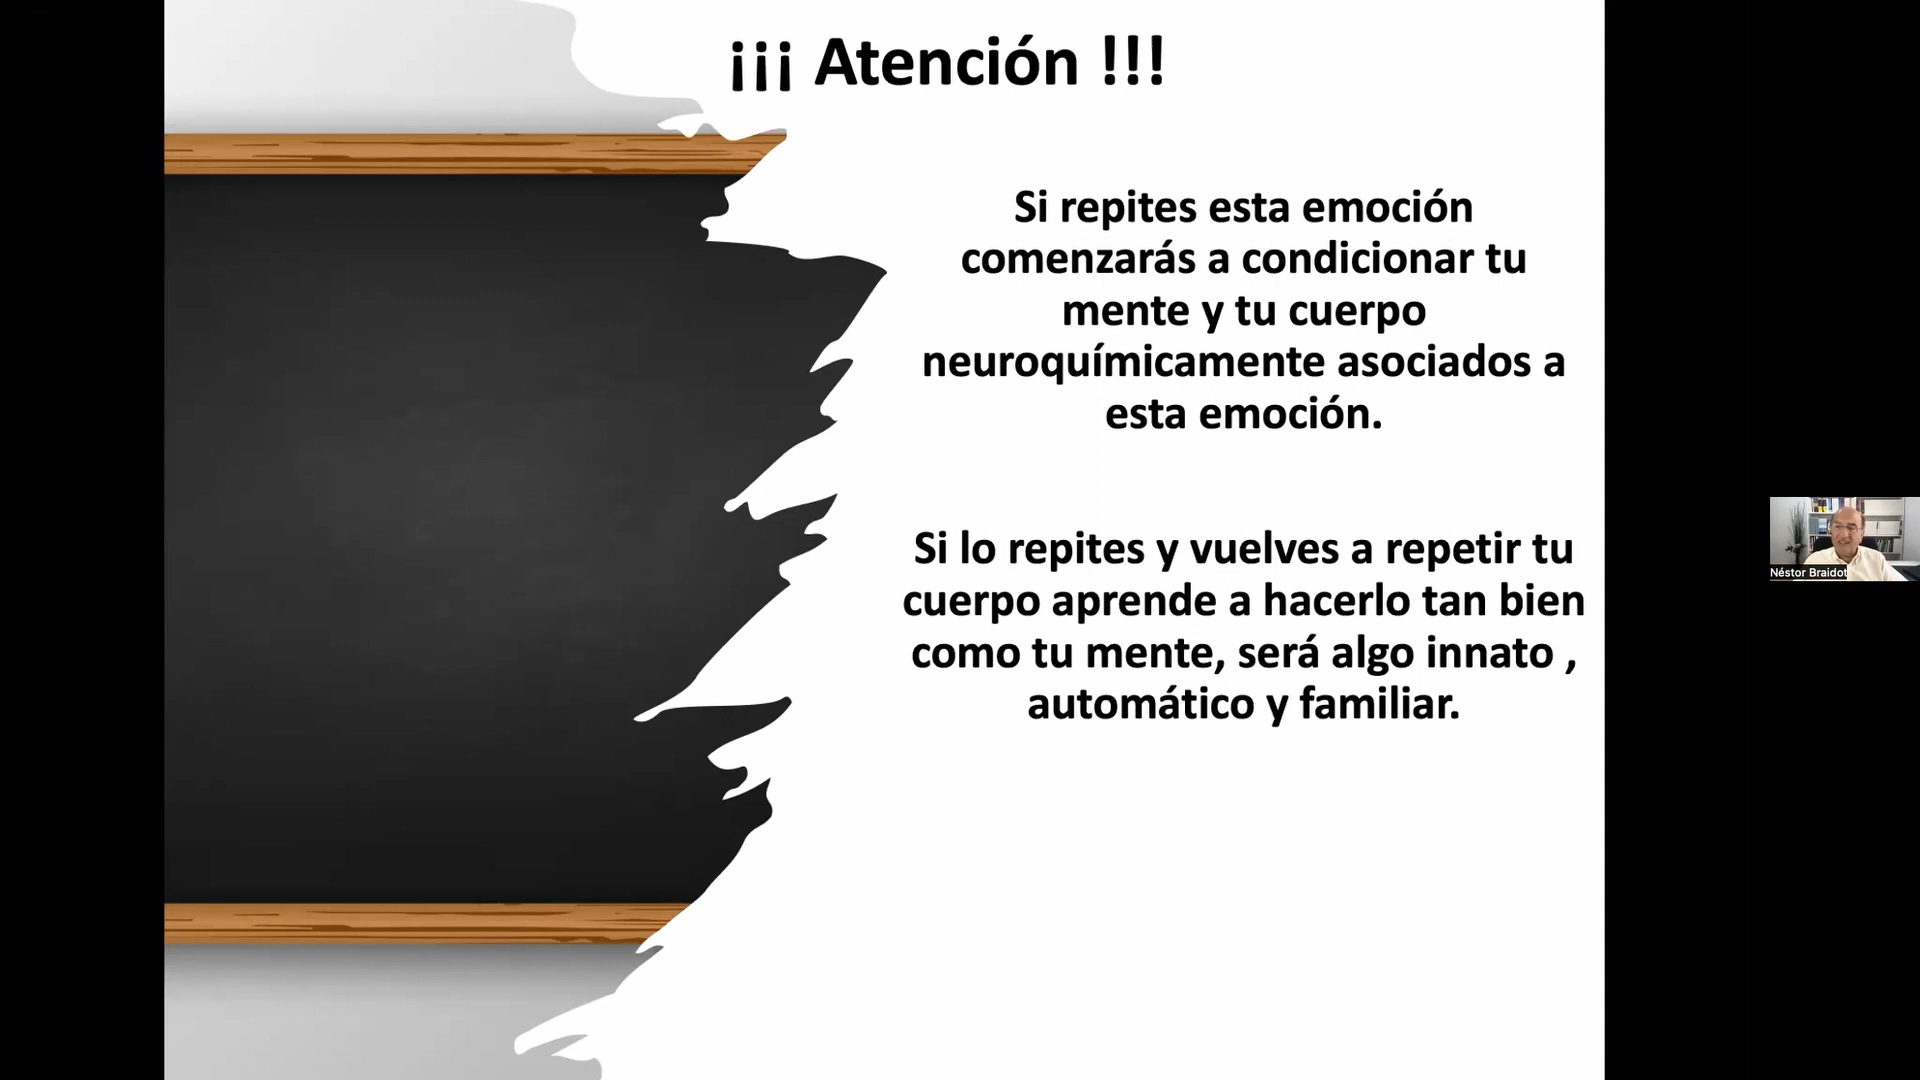 ¡¡¡ Atención !!!
Si repites esta emoción
comenzarás a condicionar tu
mente y tu cuerpo
neuroquímicamente asociados a
esta emoción.
Si lo repites y vuelves a repetir tu
cuerpo aprende a hacerlo tan bien
como tu mente, será algo innato ,
automático y familiar.
Néstor Braidot